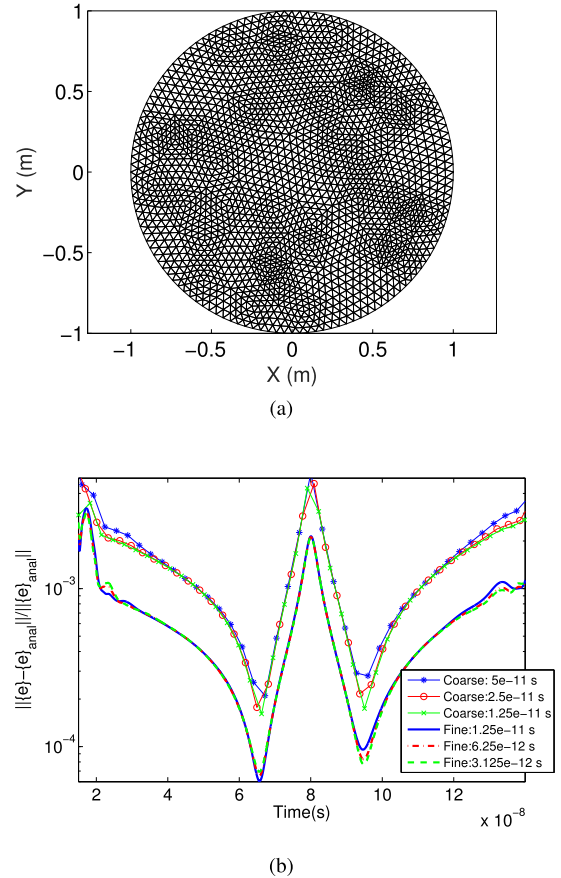 1
0.5
0
−0.5
−1
Y (m)
−1 −0.5 0 0.5 1
X (m)
(a)
||{e}−{e}anal||/||{e}anal||
10−3
10−4
Coarse: 5e−11 s
Coarse:2.5e−11 s
Coarse:1.25e−11 s
Fine:1.25e−11 s
Fine:6.25e−12 s
Fine:3.125e−12 s
2 4 6 8 10 12
Time(s)
x 10−8
(b)